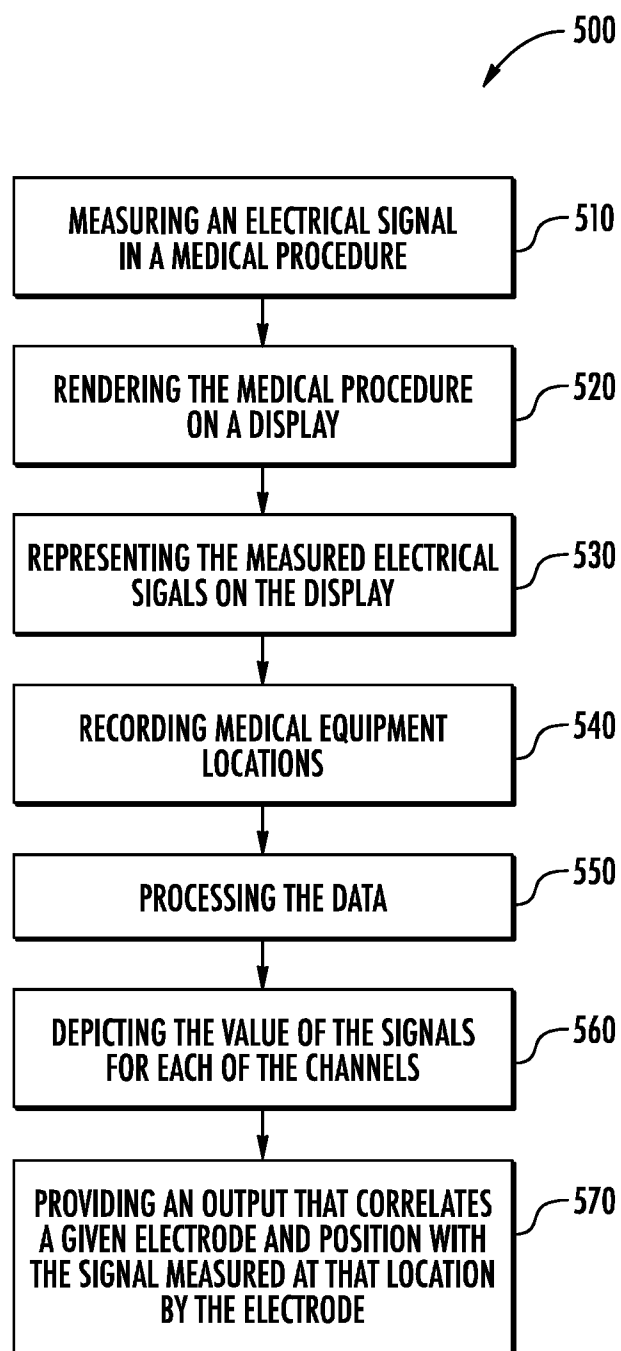 500
MEASURING AN ELECTRICAL SIGNAL
IN A MEDICAL PROCEDURE
510
RENDERING THE MEDICAL PROCEDURE
ON A DISPLAY
520
REPRESENTING THE MEASURED ELECTRICAL
SIGALS ON THE DISPLAY
530
RECORDING MEDICAL EQUIPMENT
LOCATIONS
540
PROCESSING THE DATA
550
DEPICTING THE VALUE OF THE SIGNALS
FOR EACH OF THE CHANNELS
560
PROVIDING AN OUTPUT THAT CORRELATES
A GIVEN ELECTRODE AND POSITION WITH
THE SIGNAL MEASURED AT THAT LOCATION
BY THE ELECTRODE
570